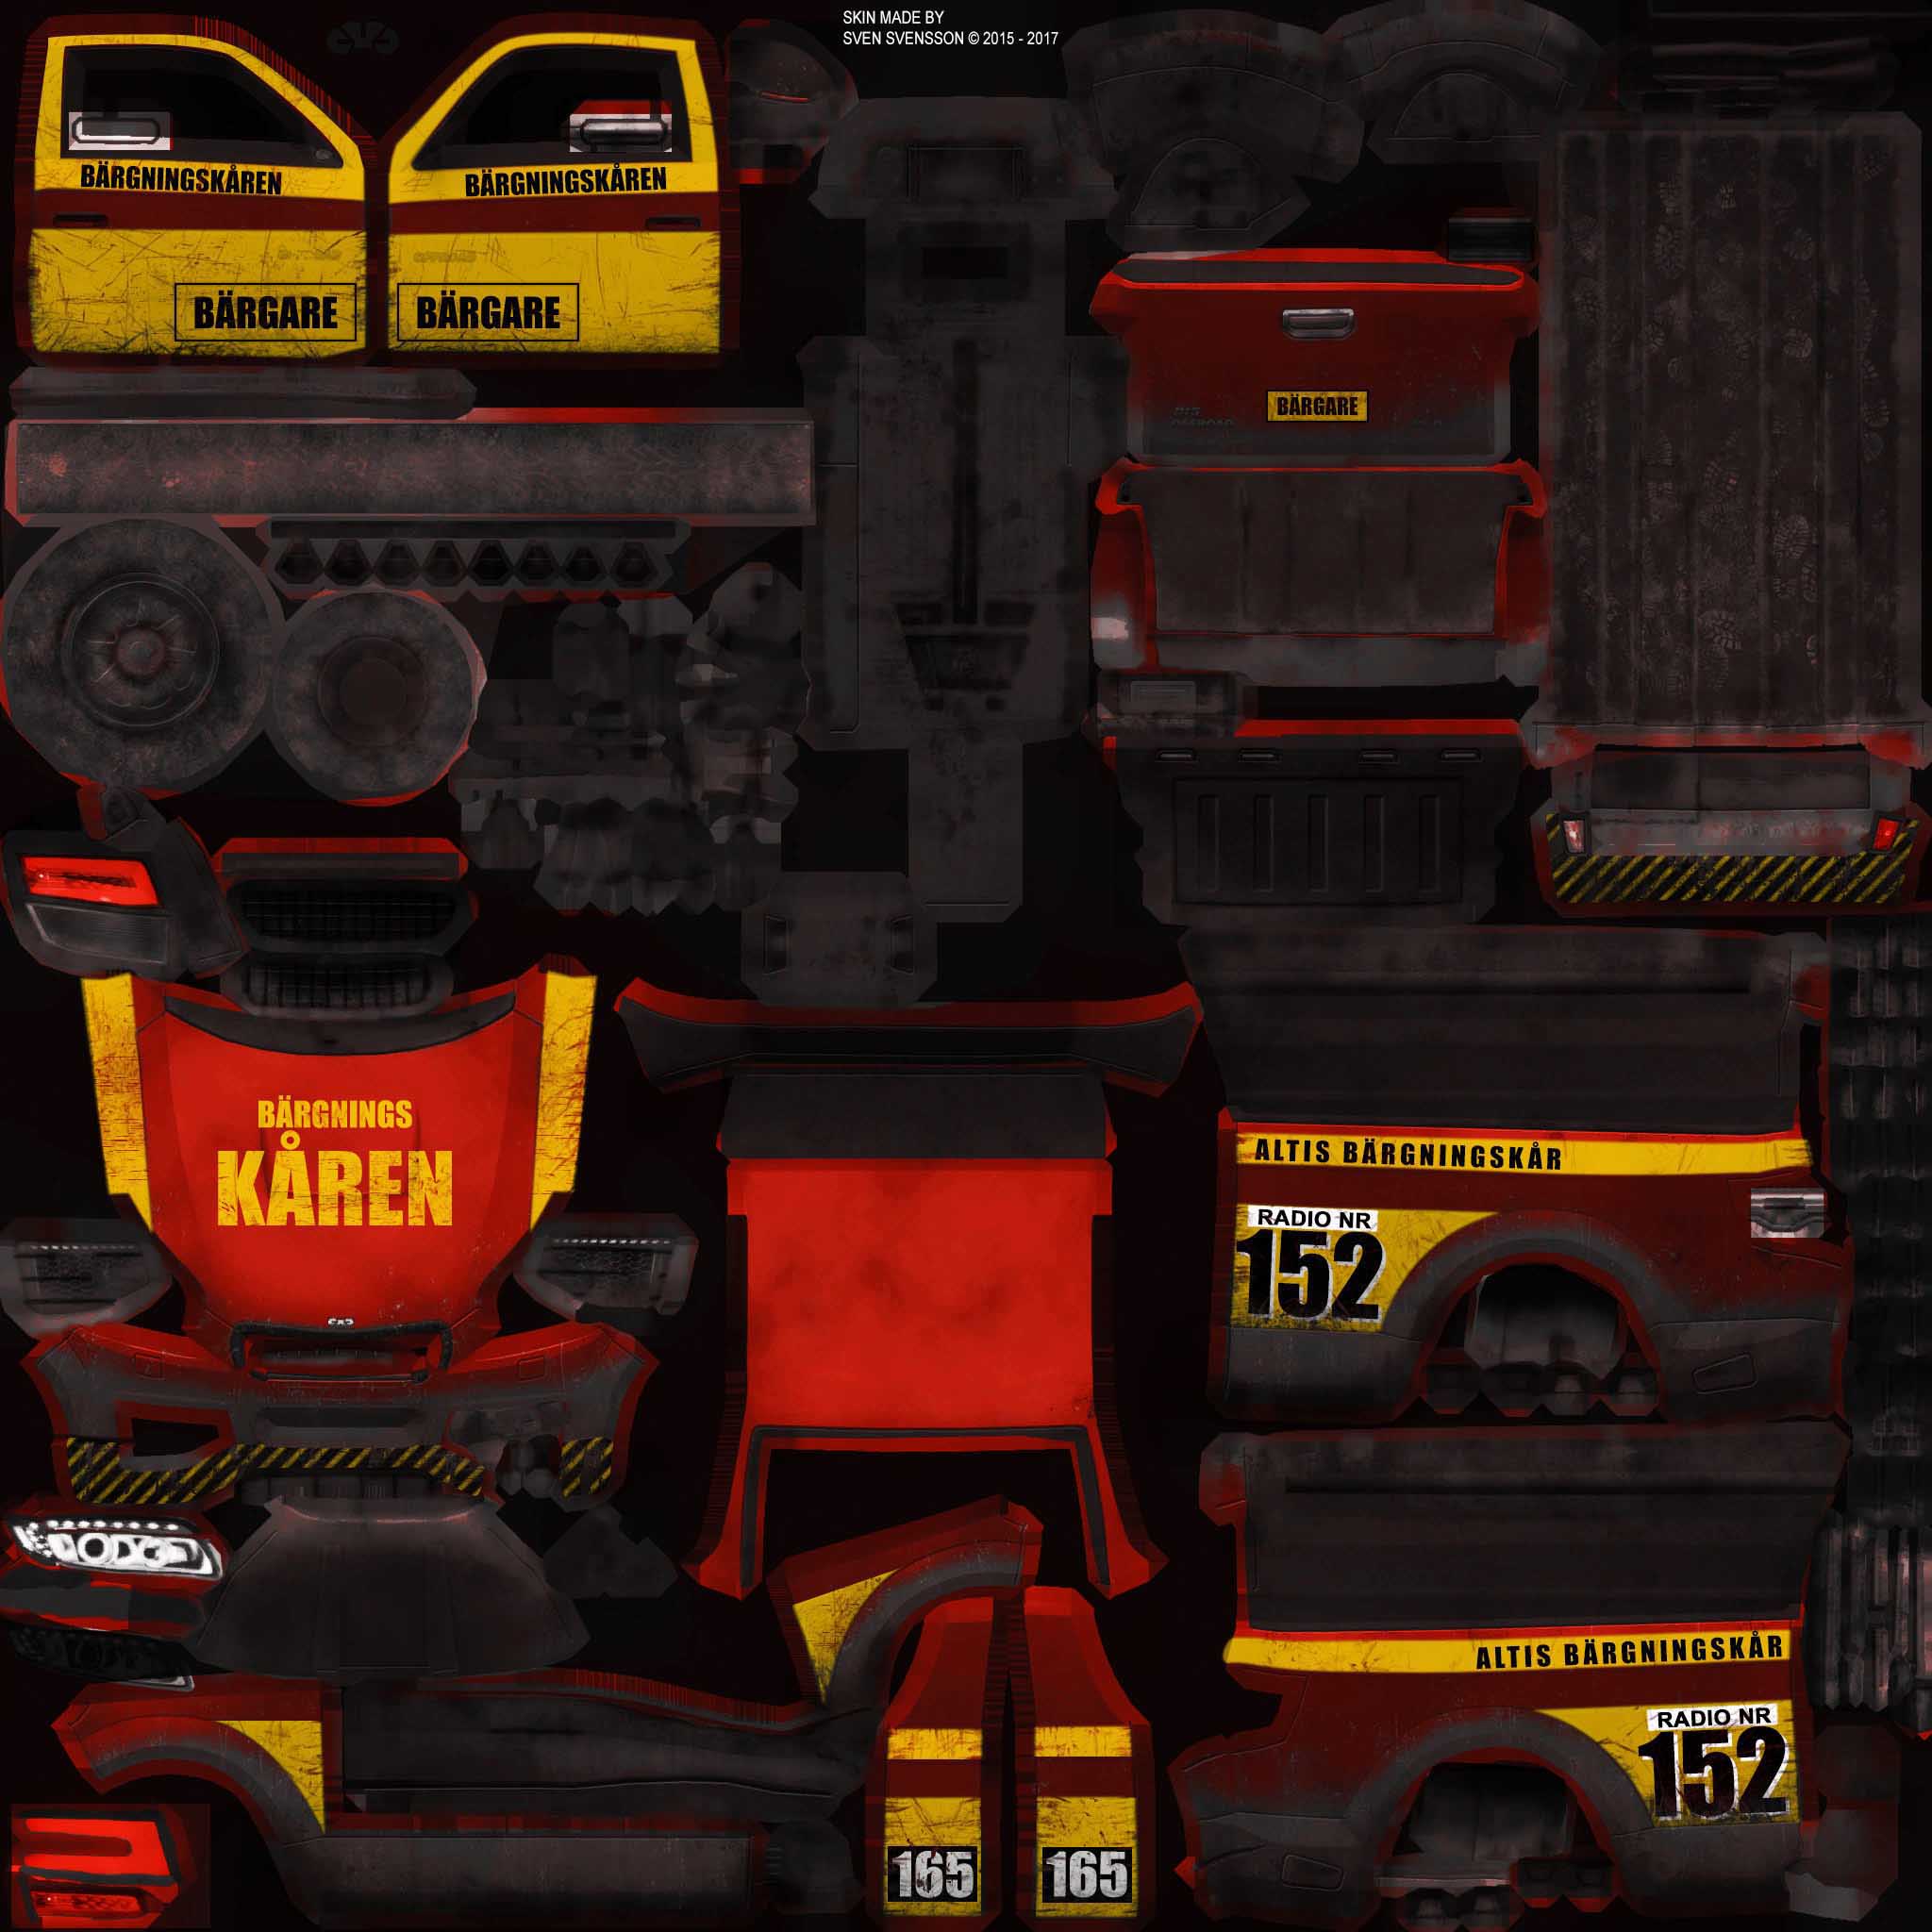 SKIN MADE BY
SVEN SVENSSON © 2015 - 2017
BÄRGNINGSKÅREN
BÄRGNINGSKÅREN
BÄRGARE
BÄRGARE
BÄRGARE
BÄRGNINGS
KÅREN
ALTIS BÄRGNINGSKÅR
RADIO NR
152
ALTIS BÄRGNINGSKÅR
RADIO NR
152
165
165